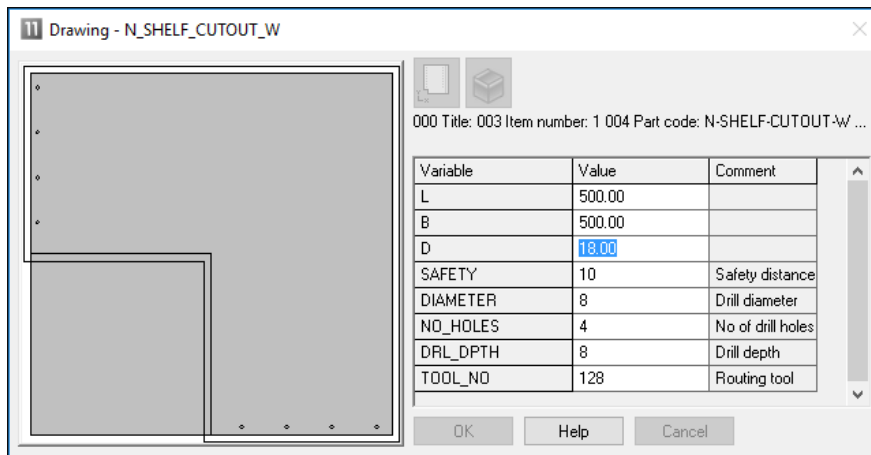 Drawing - N_SHELF_CUTOUT_W
000 Title: 003 Item number: 1 004 Part code: N-SHELF-CUTOUT-W ...
Variable Value Comment
L 500.00
B 500.00
D 18.00
SAFETY 10 Safety distance
DIAMETER 8 Drill diameter
NO_HOLES 4 No of drill holes
DRL_DPTH 8 Drill depth
TOOL_NO 128 Routing tool
OK Help Cancel